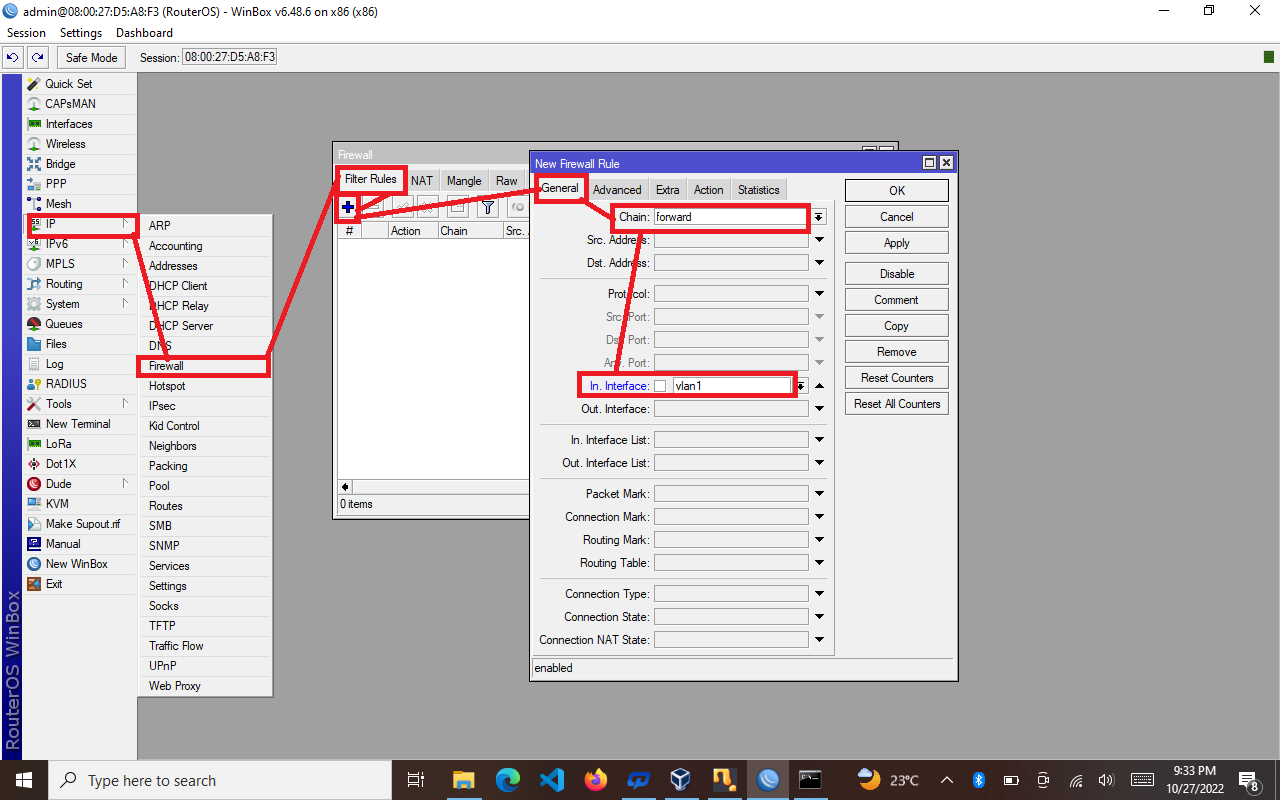 admin@08:00:27:D5:A8:F3 (RouterOS) - WinBox v6.48.6 on x86 (x86)
Session Settings Dashboard
Safe Mode Session: 08:00:27:D5:A8:F3
Quick Set
CAPsMAN
Interfaces
Wireless
Bridge
PPP
Mesh
IP
IPv6
MPLS
Routing
System
Queues
Files
Log
RADIUS
Tools
New Terminal
LoRa
Dot1X
Dude
KVM
Make Supout.rif
Manual
New WinBox
Exit
RouterOS WinBox
ARP
Accounting
Addresses
DHCP Client
DHCP Relay
DHCP Server
DNS
Firewall
Hotspot
IPsec
Kid Control
Neighbors
Packing
Pool
Routes
SMB
SNMP
Services
Settings
Socks
TFTP
Traffic Flow
UPnP
Web Proxy
Firewall
Filter Rules NAT Mangle Raw
# Action Chain Src. A
0 items
New Firewall Rule
General Advanced Extra Action Statistics
Chain: forward
Src. Address:
Dst. Address:
Protocol:
Src. Port:
Dst. Port:
Any. Port:
In. Interface: vlan1
Out. Interface:
In. Interface List:
Out. Interface List:
Packet Mark:
Connection Mark:
Routing Mark:
Routing Table:
Connection Type:
Connection State:
Connection NAT State:
enabled
OK
Cancel
Apply
Disable
Comment
Copy
Remove
Reset Counters
Reset All Counters
Type here to search
23°C
9:33 PM
10/27/2022
8